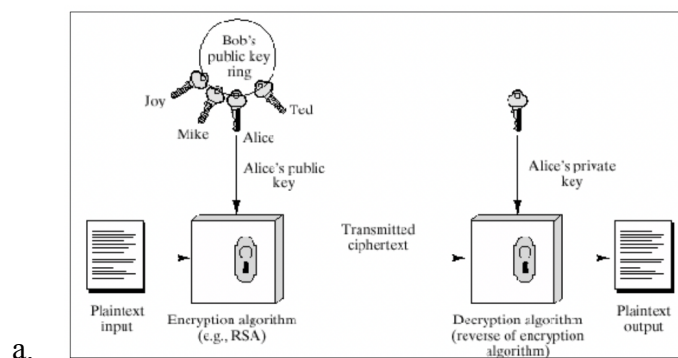 Bob's
public key
ring
Joy
Ted
Mike
Alice
Alice's public
key
Alice's private
key
Transmitted
ciphertext
Plaintext
input
Encryption algorithm
(e.g., RSA)
Decryption algorithm
(reverse of encryption
algorithm)
Plaintext
output
a.